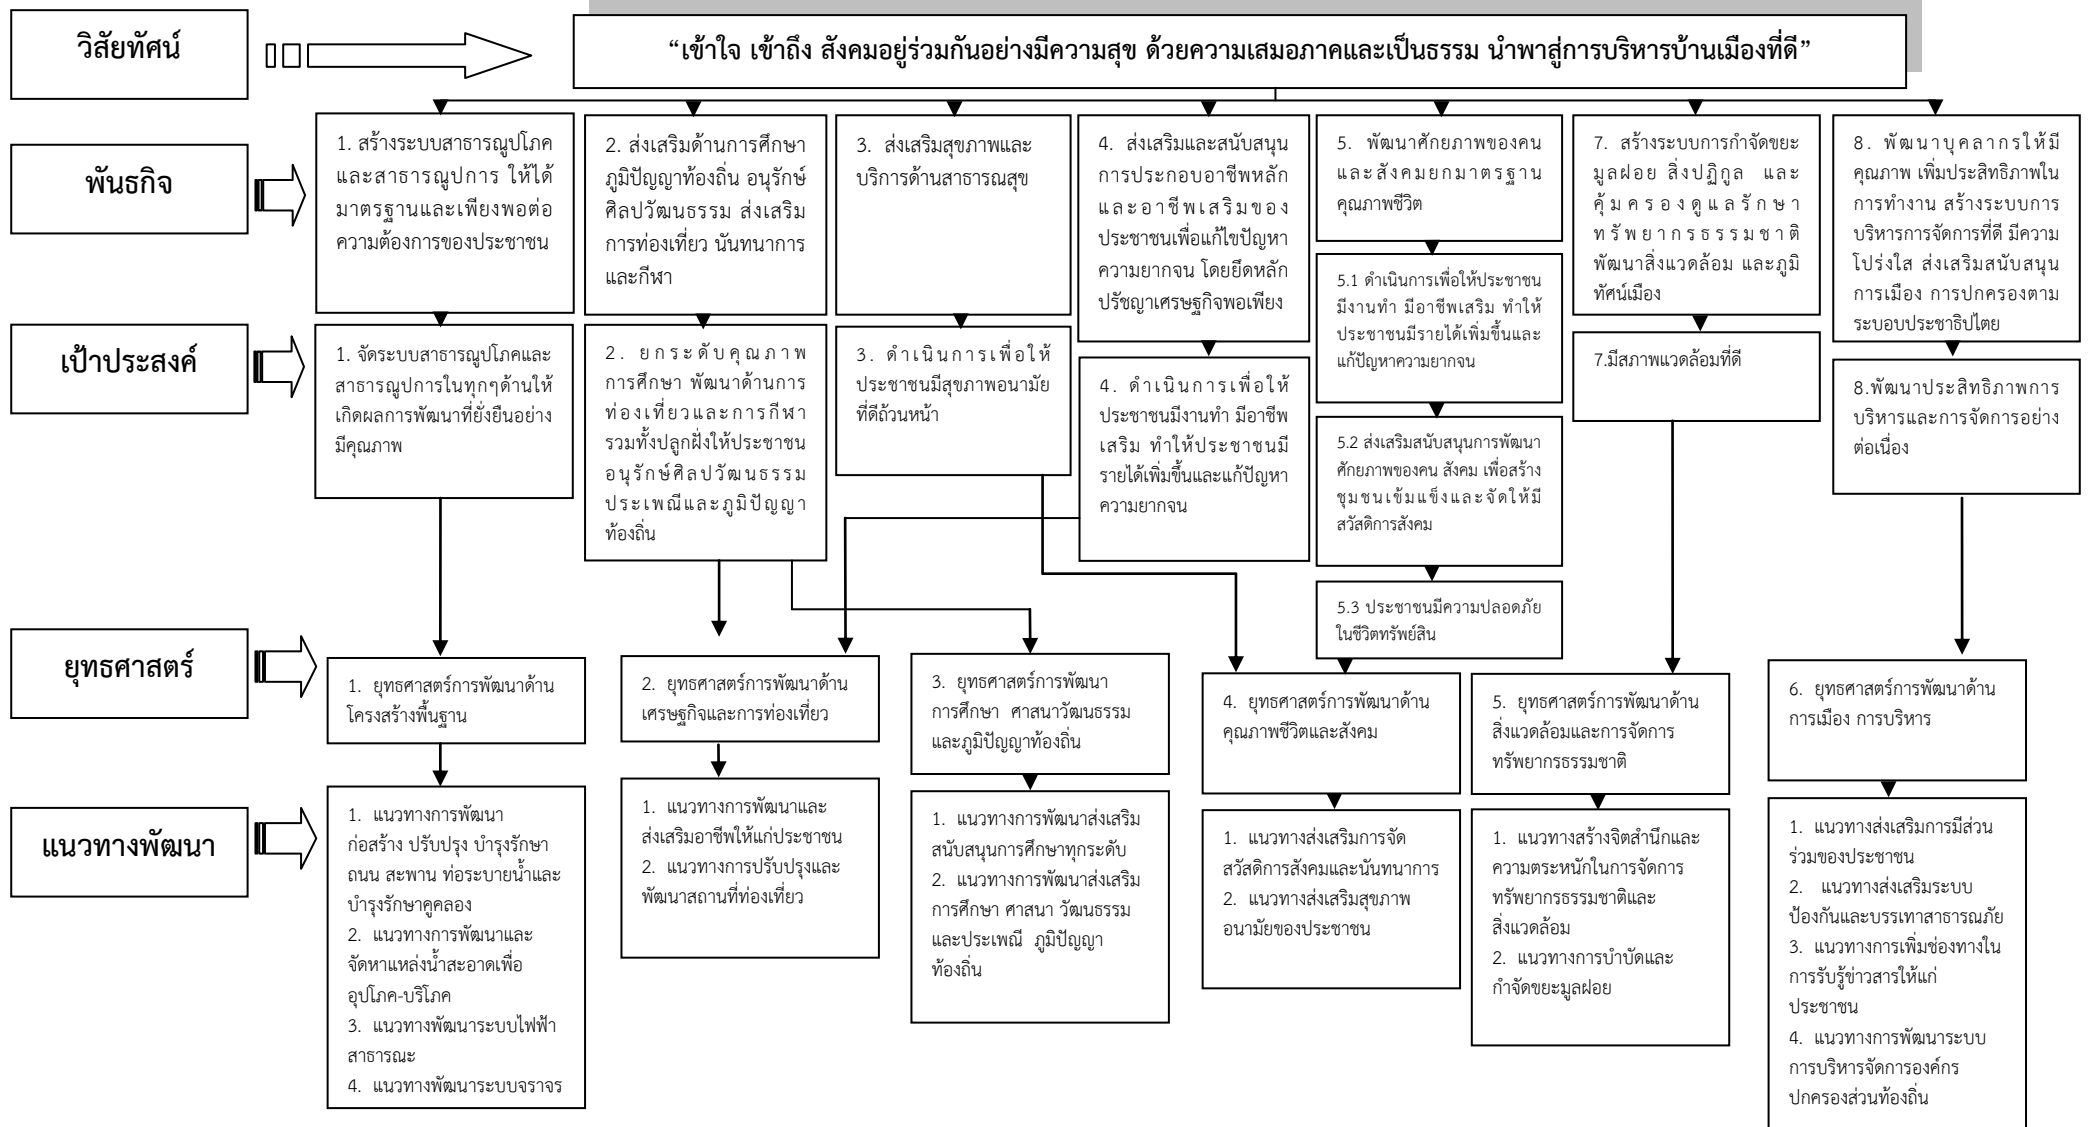 วิสัยทัศน์
“เข้าใจ เข้าถึง สังคมอยู่ร่วมกันอย่างมีความสุข ด้วยความเสมอภาคและเป็นธรรม นำพาสู่การบริหารบ้านเมืองที่ดี”
พันธกิจ
1. สร้างระบบสาธารณูปโภค
และสาธารณูปการ ให้ได้
มาตรฐานและเพียงพอต่อ
ความต้องการของประชาชน
2. ส่งเสริมด้านการศึกษา
ภูมิปัญญาท้องถิ่น อนุรักษ์
ศิลปวัฒนธรรม ส่งเสริม
การท่องเที่ยว นันทนาการ
และกีฬา
3. ส่งเสริมสุขภาพและ
บริการด้านสาธารณสุข
4. ส่งเสริมและสนับสนุน
การประกอบอาชีพหลัก
และอาชีพเสริมของ
ประชาชนเพื่อแก้ไขปัญหา
ความยากจน โดยยึดหลัก
ปรัชญาเศรษฐกิจพอเพียง
5. พัฒนาศักยภาพของคน
และสังคมยกมาตรฐาน
คุณภาพชีวิต
7. สร้างระบบการกำจัดขยะ
มูลฝอย สิ่งปฏิกูล และ
คุ้มครองดูแลรักษา
ทรัพยากรธรรมชาติ
พัฒนาสิ่งแวดล้อม และภูมิ
ทัศน์เมือง
8. พัฒนาบุคลากรให้มี
คุณภาพ เพิ่มประสิทธิภาพใน
การทำงาน สร้างระบบการ
บริหารการจัดการที่ดี มีความ
โปร่งใส ส่งเสริมสนับสนุน
การเมือง การปกครองตาม
ระบอบประชาธิปไตย
เป้าประสงค์
1. จัดระบบสาธารณูปโภคและ
สาธารณูปการในทุกๆด้านให้
เกิดผลการพัฒนาที่ยั่งยืนอย่าง
มีคุณภาพ
2. ยกระดับคุณภาพ
การศึกษา พัฒนาด้านการ
ท่องเที่ยวและการกีฬา
รวมทั้งปลูกฝั่งให้ประชาชน
อนุรักษ์ศิลปวัฒนธรรม
ประเพณีและภูมิปัญญา
ท้องถิ่น
3. ดำเนินการเพื่อให้
ประชาชนมีสุขภาพอนามัย
ที่ดีถ้วนหน้า
4. ดำเนินการเพื่อให้
ประชาชนมีงานทำ มีอาชีพ
เสริม ทำให้ประชาชนมี
รายได้เพิ่มขึ้นและแก้ปัญหา
ความยากจน
5.1 ดำเนินการเพื่อให้ประชาชน
มีงานทำ มีอาชีพเสริม ทำให้
ประชาชนมีรายได้เพิ่มขึ้นและ
แก้ปัญหาความยากจน
5.2 ส่งเสริมสนับสนุนการพัฒนา
ศักยภาพของคน สังคม เพื่อสร้าง
ชุมชนเข้มแข็งและจัดให้มี
สวัสดิการสังคม
5.3 ประชาชนมีความปลอดภัย
ในชีวิตทรัพย์สิน
7.มีสภาพแวดล้อมที่ดี
8.พัฒนาประสิทธิภาพการ
บริหารและการจัดการอย่าง
ต่อเนื่อง
ยุทธศาสตร์
1. ยุทธศาสตร์การพัฒนาด้าน
โครงสร้างพื้นฐาน
2. ยุทธศาสตร์การพัฒนาด้าน
เศรษฐกิจและการท่องเที่ยว
3. ยุทธศาสตร์การพัฒนา
การศึกษา ศาสนาวัฒนธรรม
และภูมิปัญญาท้องถิ่น
4. ยุทธศาสตร์การพัฒนาด้าน
คุณภาพชีวิตและสังคม
5. ยุทธศาสตร์การพัฒนาด้าน
สิ่งแวดล้อมและการจัดการ
ทรัพยากรธรรมชาติ
6. ยุทธศาสตร์การพัฒนาด้าน
การเมือง การบริหาร
แนวทางพัฒนา
1. แนวทางการพัฒนา
ก่อสร้าง ปรับปรุง บำรุงรักษา
ถนน สะพาน ท่อระบายน้ำและ
บำรุงรักษาคูคลอง
2. แนวทางการพัฒนาและ
จัดหาแหล่งน้ำสะอาดเพื่อ
อุปโภค-บริโภค
3. แนวทางพัฒนาระบบไฟฟ้า
สาธารณะ
4. แนวทางพัฒนาระบบจราจร
1. แนวทางการพัฒนาและ
ส่งเสริมอาชีพให้แก่ประชาชน
2. แนวทางการปรับปรุงและ
พัฒนาสถานที่ท่องเที่ยว
1. แนวทางการพัฒนาส่งเสริม
สนับสนุนการศึกษาทุกระดับ
2. แนวทางการพัฒนาส่งเสริม
การศึกษา ศาสนา วัฒนธรรม
และประเพณี ภูมิปัญญา
ท้องถิ่น
1. แนวทางส่งเสริมการจัด
สวัสดิการสังคมและนันทนาการ
2. แนวทางส่งเสริมสุขภาพ
อนามัยของประชาชน
1. แนวทางสร้างจิตสำนึกและ
ความตระหนักในการจัดการ
ทรัพยากรธรรมชาติและ
สิ่งแวดล้อม
2. แนวทางการบำบัดและ
กำจัดขยะมูลฝอย
1. แนวทางส่งเสริมการมีส่วน
ร่วมของประชาชน
2. แนวทางส่งเสริมระบบ
ป้องกันและบรรเทาสาธารณภัย
3. แนวทางการเพิ่มช่องทางใน
การรับรู้ข่าวสารให้แก่
ประชาชน
4. แนวทางการพัฒนาระบบ
การบริหารจัดการองค์กร
ปกครองส่วนท้องถิ่น